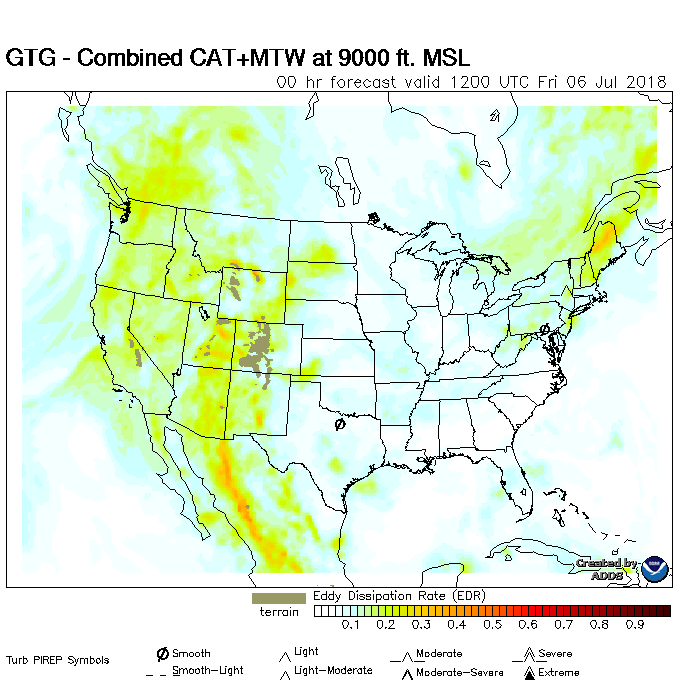 GTG - Combined CAT+MTW at 9000 ft. MSL
00 hr forecast valid 1200 UTC Fri 06 Jul 2018
Created by
ADDS
NOAA
terrain
Eddy Dissipation Rate (EDR)
0.1 0.2 0.3 0.4 0.5 0.6 0.7 0.8 0.9
Turb PIREP Symbols
Smooth
Light
Moderate
Severe
Smooth-Light
Light-Moderate
Moderate-Severe
Extreme